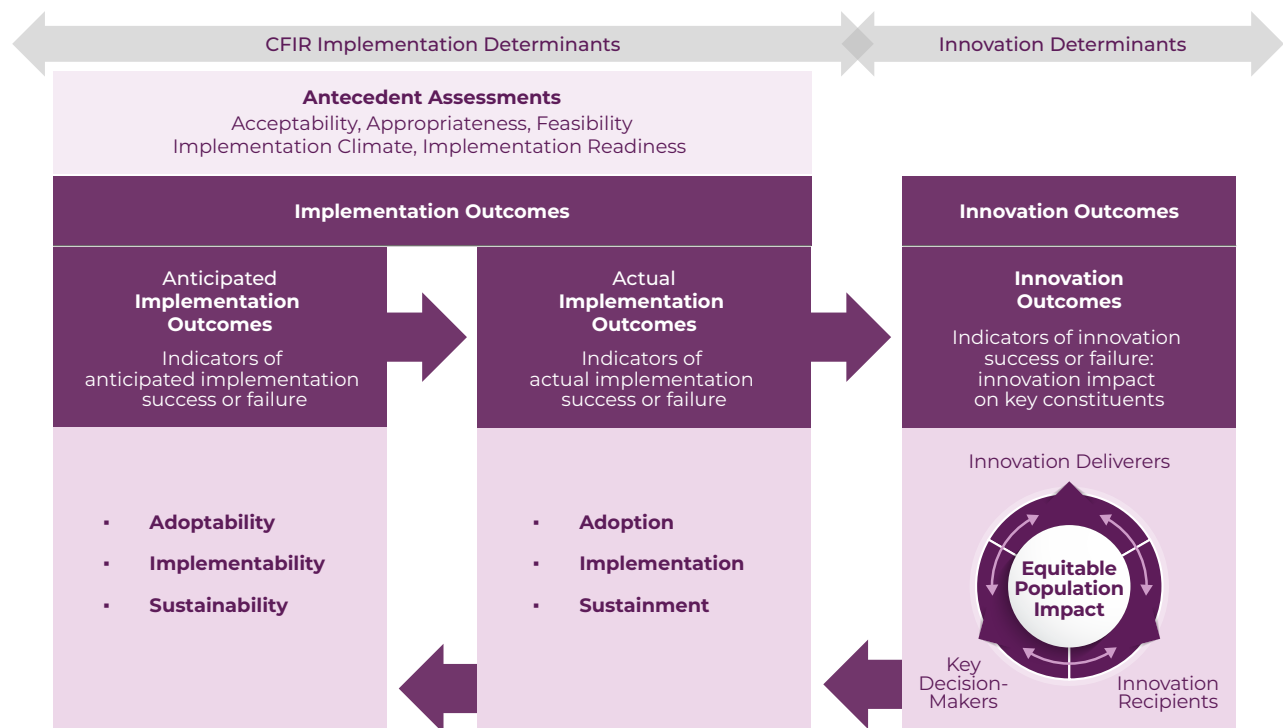 CFIR Implementation Determinants
Innovation Determinants
Antecedent Assessments
Acceptability, Appropriateness, Feasibility
Implementation Climate, Implementation Readiness
Implementation Outcomes
Innovation Outcomes
Anticipated
Implementation
Outcomes
Indicators of
anticipated implementation
success or failure
Actual
Implementation
Outcomes
Indicators of
actual implementation
success or failure
Innovation
Outcomes
Indicators of innovation
success or failure:
innovation impact
on key constituents
▪ Adoptability
▪ Implementability
▪ Sustainability
▪ Adoption
▪ Implementation
▪ Sustainment
Innovation Deliverers
Equitable
Population
Impact
Key
Decision-
Makers
Innovation
Recipients